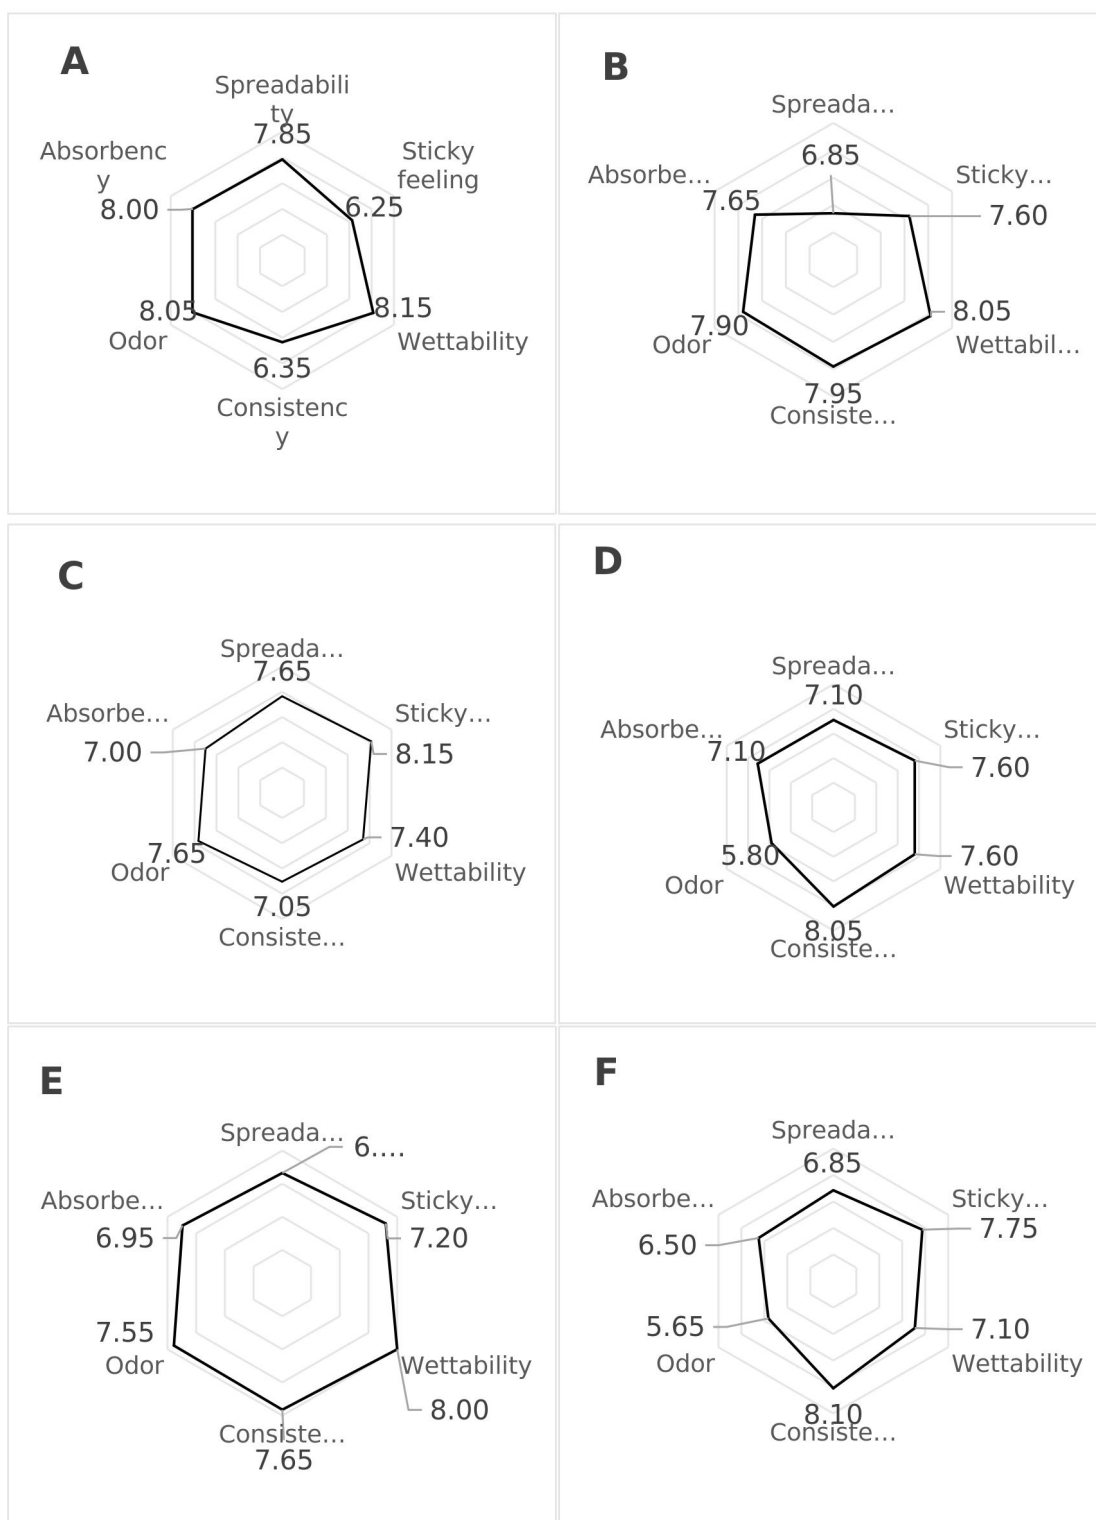 A
Spreadabili
ty
7.85
Absorbenc
y
Sticky
feeling
8.00
6.25
8.05
8.15
Odor
Wettability
6.35
Consistenc
y
B
Spreada…
6.85
Absorbe…
Sticky…
7.65
7.60
7.90
8.05
Odor
Wettabil…
7.95
Consiste…
C
Spreada…
7.65
Absorbe…
Sticky…
7.00
8.15
7.65
7.40
Odor
Wettability
7.05
Consiste…
D
Spreada…
7.10
Absorbe…
Sticky…
7.10
7.60
5.80
7.60
Odor
Wettability
8.05
Consiste…
E
Spreada…
6.…
Absorbe…
Sticky…
6.95
7.20
7.55
Odor
Wettability
8.00
Consiste…
7.65
F
Spreada…
6.85
Absorbe…
Sticky…
6.50
7.75
5.65
7.10
Odor
Wettability
8.10
Consiste…